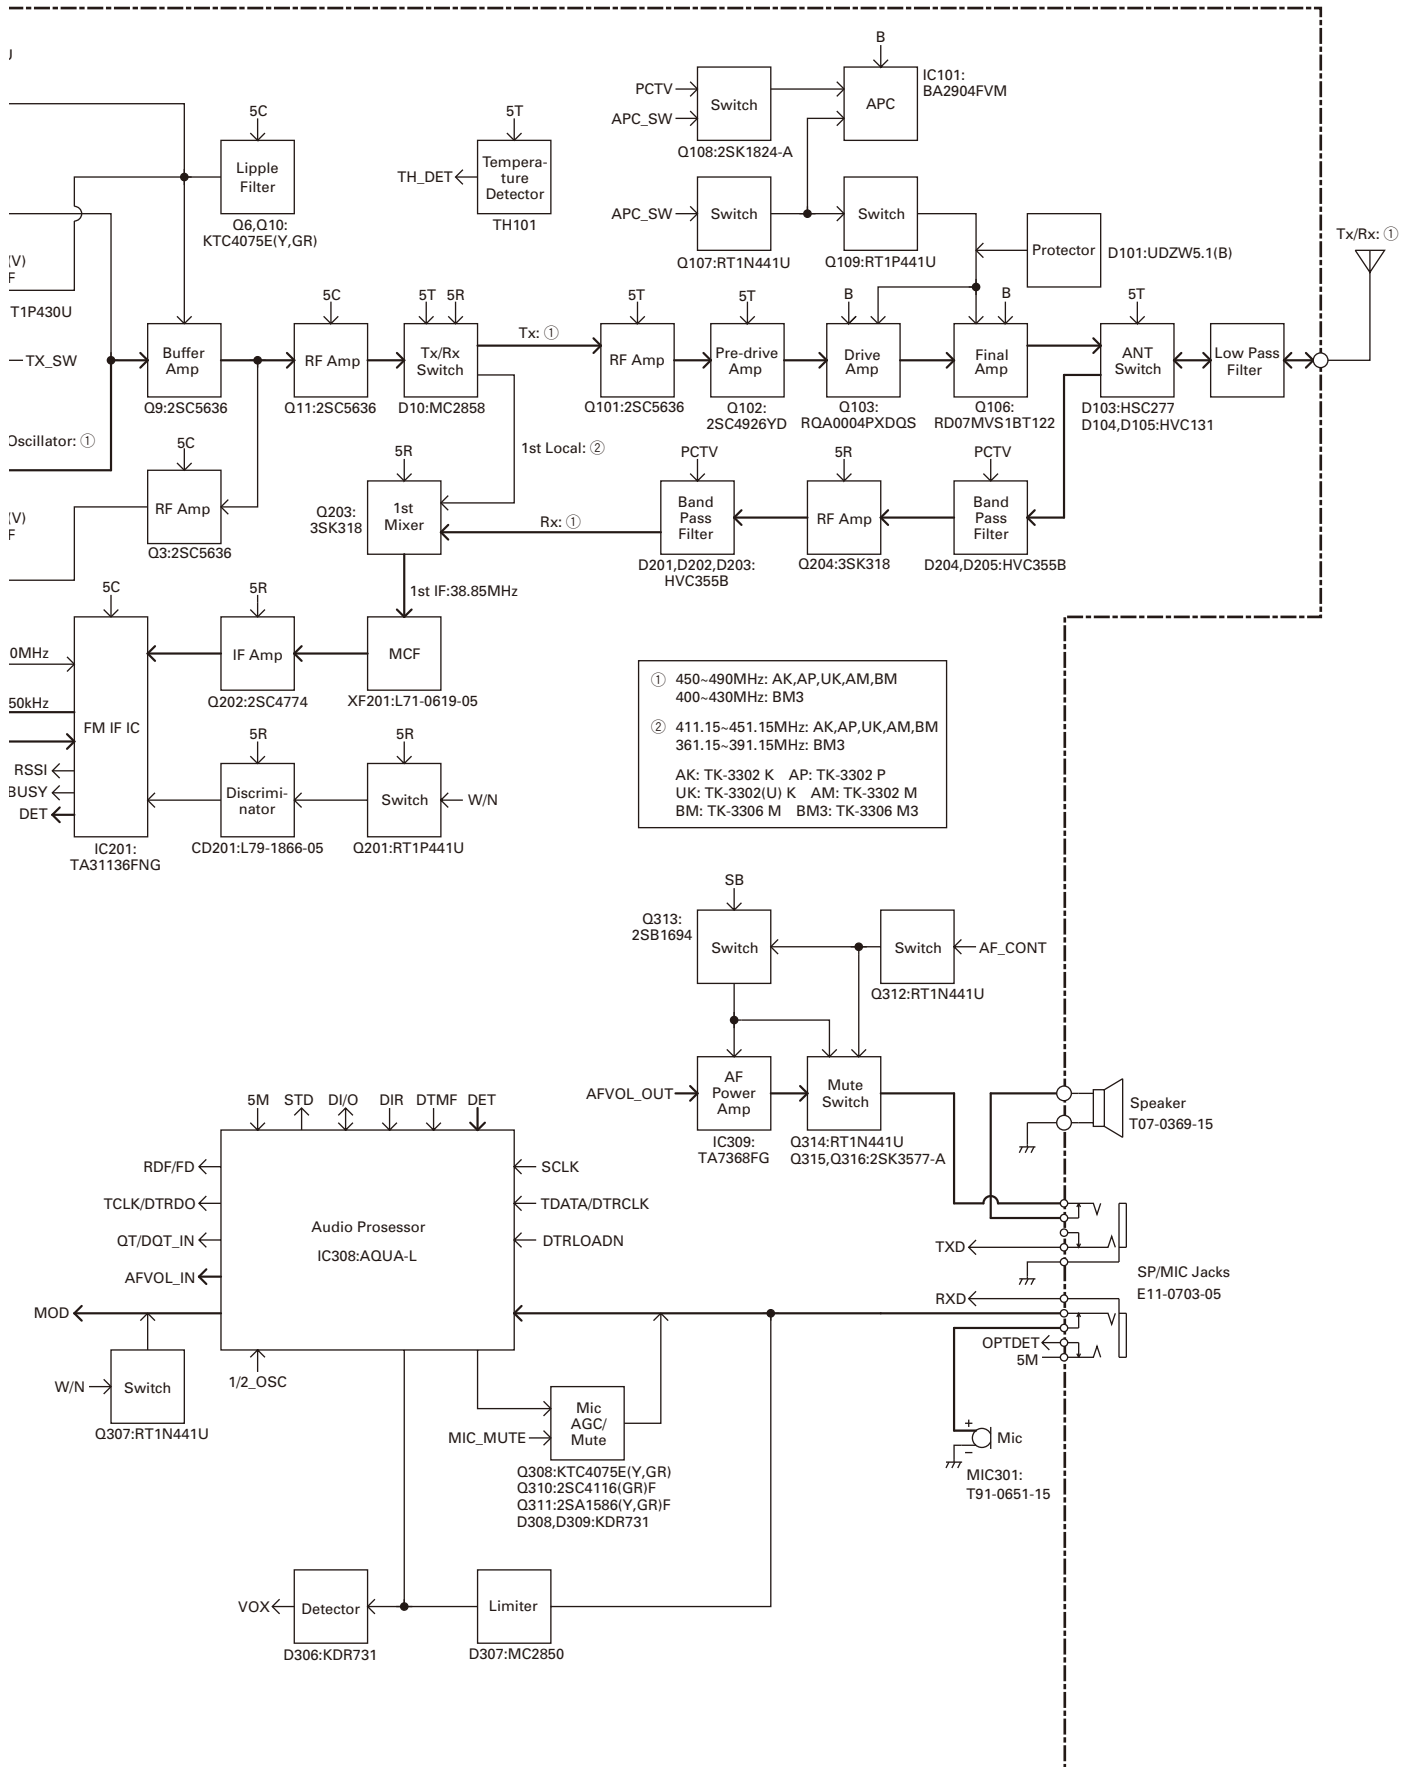 B
IC101:
BA2904FVM
PCTV
APC_SW
Switch
APC
Q108:2SK1824-A
5C
5T
Lipple
Filter
Q6,Q10:
KTC4075E(Y,GR)
TH_DET
Tempera-
ture
Detector
TH101
APC_SW
Switch
Switch
Q107:RT1N441U
Q109:RT1P441U
Protector
D101:UDZW5.1(B)
Tx/Rx: ①
(V)
F
T1P430U
TX_SW
Buffer
Amp
Q9:2SC5636
5C
RF Amp
Q11:2SC5636
5T
5R
Tx/Rx
Switch
D10:MC2858
Tx: ①
5T
RF Amp
Q101:2SC5636
5T
Pre-drive
Amp
Q102:
2SC4926YD
B
Drive
Amp
Q103:
RQA0004PXDQS
B
Final
Amp
Q106:
RD07MVS1BT122
5T
ANT
Switch
D103:HSC277
D104,D105:HVC131
Low Pass
Filter
Oscillator: ①
5C
RF Amp
Q3:2SC5636
1st Local: ②
5R
Q203:
3SK318
1st
Mixer
Rx: ①
PCTV
Band
Pass
Filter
D201,D202,D203:
HVC355B
5R
RF Amp
Q204:3SK318
PCTV
Band
Pass
Filter
D204,D205:HVC355B
(V)
F
1st IF:38.85MHz
5C
5R
0MHz
50kHz
FM IF IC
IF Amp
Q202:2SC4774
MCF
XF201:L71-0619-05
RSSI
BUSY
DET
IC201:
TA31136FNG
5R
Discrimi-
nator
CD201:L79-1866-05
5R
Switch
W/N
Q201:RT1P441U
① 450~490MHz: AK,AP,UK,AM,BM
400~430MHz: BM3
② 411.15~451.15MHz: AK,AP,UK,AM,BM
361.15~391.15MHz: BM3
AK: TK-3302 K AP: TK-3302 P
UK: TK-3302(U) K AM: TK-3302 M
BM: TK-3306 M BM3: TK-3306 M3
SB
Q313:
2SB1694
Switch
Switch
AF_CONT
Q312:RT1N441U
AFVOL_OUT
AF
Power
Amp
IC309:
TA7368FG
Mute
Switch
Q314:RT1N441U
Q315,Q316:2SK3577-A
Speaker
T07-0369-15
5M STD DI/O DIR DTMF DET
RDF/FD
TCLK/DTRDO
QT/DQT_IN
AFVOL_IN
MOD
Audio Prosessor
IC308:AQUA-L
SCLK
TDATA/DTRCLK
DTRLOADN
TXD
SP/MIC Jacks
E11-0703-05
RXD
OPTDET
5M
W/N
Switch
Q307:RT1N441U
1/2_OSC
MIC_MUTE
Mic
AGC/
Mute
Q308:KTC4075E(Y,GR)
Q310:2SC4116(GR)F
Q311:2SA1586(Y,GR)F
D308,D309:KDR731
+
−
Mic
MIC301:
T91-0651-15
VOX
Detector
D306:KDR731
Limiter
D307:MC2850